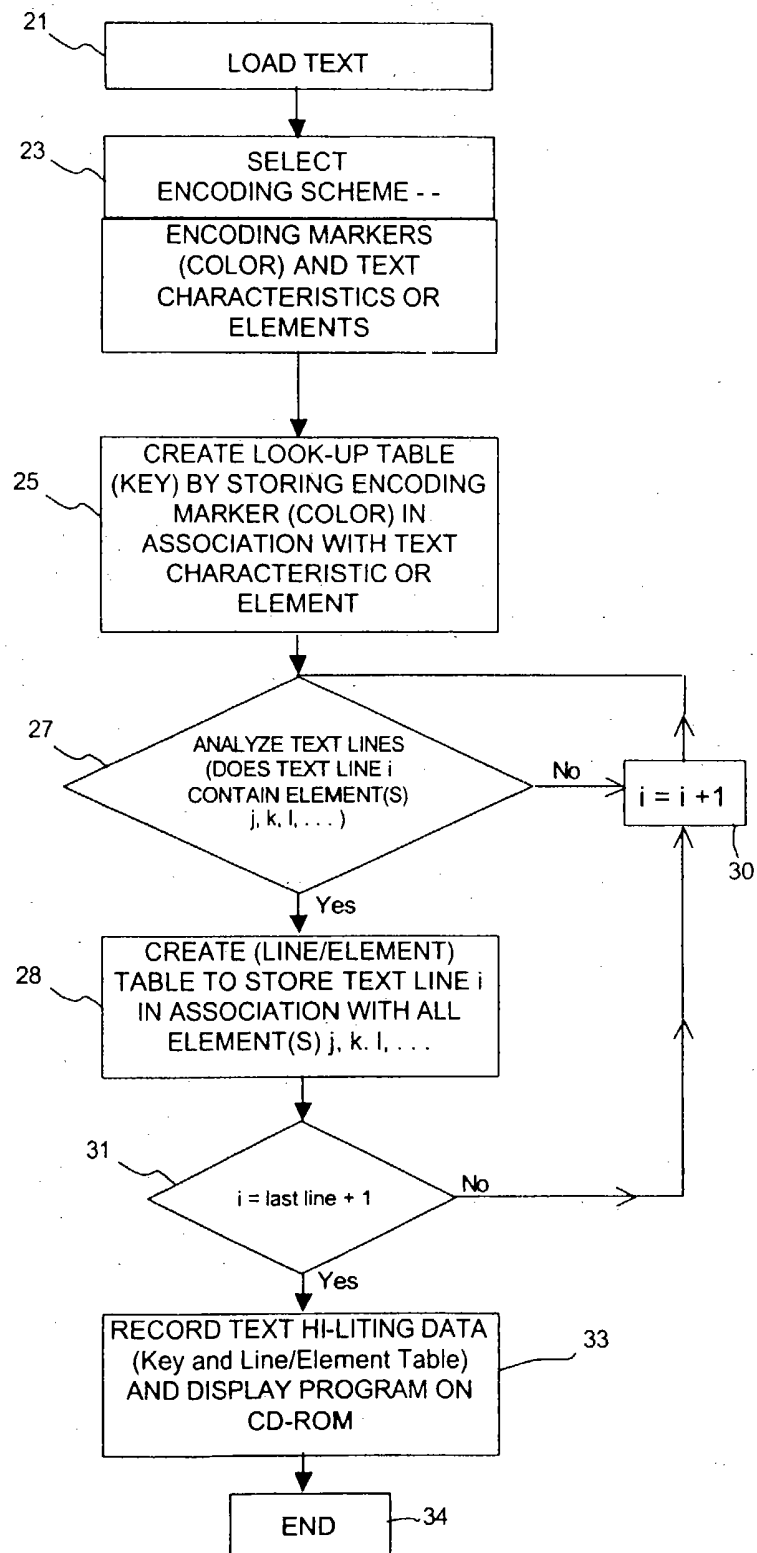 21
LOAD TEXT
23
SELECT
ENCODING SCHEME - -
ENCODING MARKERS
(COLOR) AND TEXT
CHARACTERISTICS OR
ELEMENTS
25
CREATE LOOK-UP TABLE
(KEY) BY STORING ENCODING
MARKER (COLOR) IN
ASSOCIATION WITH TEXT
CHARACTERISTIC OR
ELEMENT
27
ANALYZE TEXT LINES
(DOES TEXT LINE i
CONTAIN ELEMENT(S)
j, k, l, . . . )
No
i = i +1
30
Yes
28
CREATE (LINE/ELEMENT)
TABLE TO STORE TEXT LINE i
IN ASSOCIATION WITH ALL
ELEMENT(S) j, k. l, . . .
31
i = last line + 1
No
Yes
RECORD TEXT HI-LITING DATA
(Key and Line/Element Table)
AND DISPLAY PROGRAM ON
CD-ROM
33
END
34